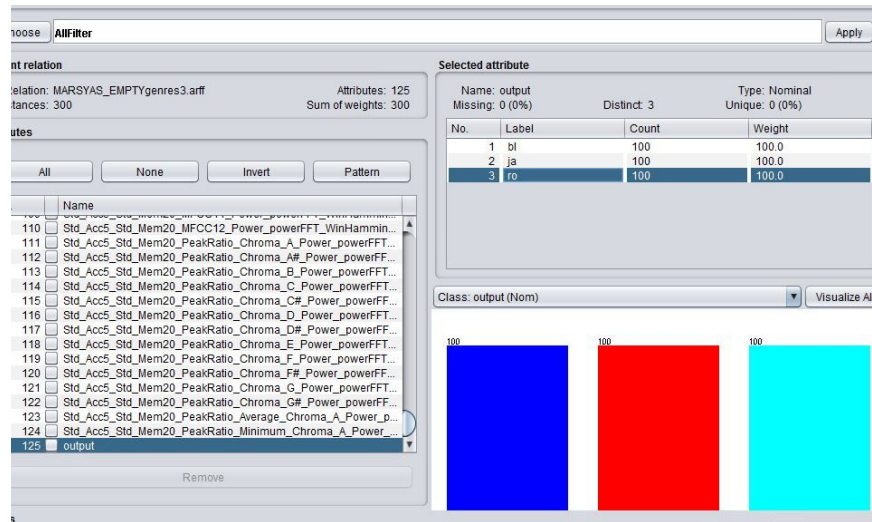 hoose AllFilter Apply
nt relation
Relation: MARSYAS_EMPTYgenres3.arff Attributes: 125
tances: 300 Sum of weights: 300
utes
All None Invert Pattern
Name
110 Std_Acc5_Std_Mem20_MFCC12_Power_powerFFT_WinHammin...
111 Std_Acc5_Std_Mem20_PeakRatio_Chroma_A_Power_powerFFT...
112 Std_Acc5_Std_Mem20_PeakRatio_Chroma_A#_Power_powerFF...
113 Std_Acc5_Std_Mem20_PeakRatio_Chroma_B_Power_powerFFT...
114 Std_Acc5_Std_Mem20_PeakRatio_Chroma_C_Power_powerFFT...
115 Std_Acc5_Std_Mem20_PeakRatio_Chroma_C#_Power_powerFF...
116 Std_Acc5_Std_Mem20_PeakRatio_Chroma_D_Power_powerFFT...
117 Std_Acc5_Std_Mem20_PeakRatio_Chroma_D#_Power_powerFF...
118 Std_Acc5_Std_Mem20_PeakRatio_Chroma_E_Power_powerFFT...
119 Std_Acc5_Std_Mem20_PeakRatio_Chroma_F_Power_powerFFT...
120 Std_Acc5_Std_Mem20_PeakRatio_Chroma_F#_Power_powerFF...
121 Std_Acc5_Std_Mem20_PeakRatio_Chroma_G_Power_powerFFT...
122 Std_Acc5_Std_Mem20_PeakRatio_Chroma_G#_Power_powerFF...
123 Std_Acc5_Std_Mem20_PeakRatio_Average_Chroma_A_Power_p...
124 Std_Acc5_Std_Mem20_PeakRatio_Minimum_Chroma_A_Power_...
125 output
Remove
Selected attribute
Name: output Type: Nominal
Missing: 0 (0%) Distinct: 3 Unique: 0 (0%)
No. Label Count Weight
1 bl 100 100.0
2 ja 100 100.0
3 ro 100 100.0
Class: output (Nom) Visualize Al
100 100 100